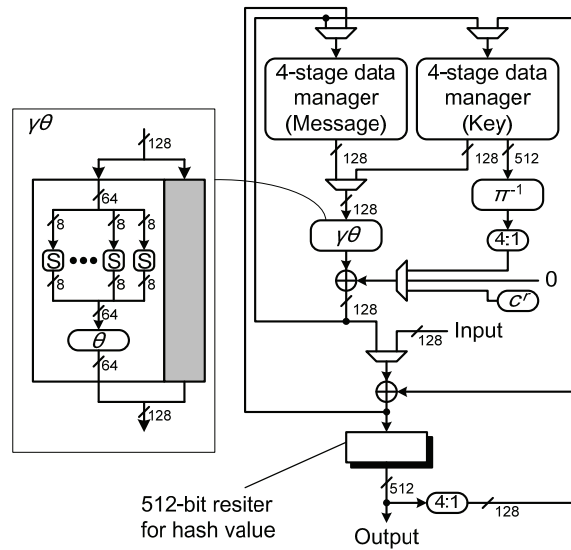 4-stage data
manager
(Message)
4-stage data
manager
(Key)
128
128
512
π⁻¹
128
4:1
γθ
0
cʳ
128
Input
128
512
4:1
128
Output
512-bit resiter
for hash value
γθ
128
64
8
8
8
S ••• S S
8
8
8
64
θ
64
128